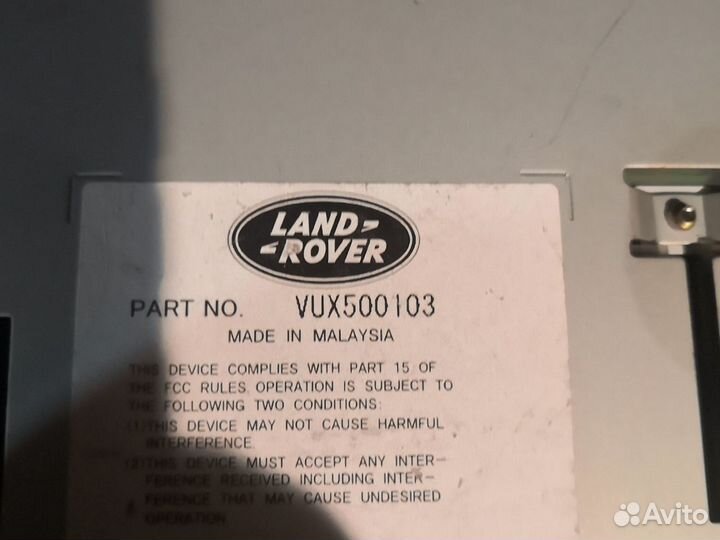 LAND
ROVER
PART NO. VUX500103
MADE IN MALAYSIA
THIS DEVICE COMPLIES WITH PART 15 OF
THE FCC RULES. OPERATION IS SUBJECT TO
THE FOLLOWING TWO CONDITIONS:
(1)THIS DEVICE MAY NOT CAUSE HARMFUL
INTERFERENCE.
(2)THIS DEVICE MUST ACCEPT ANY INTER-
FERENCE RECEIVED INCLUDING INTER-
FERENCE THAT MAY CAUSE UNDESIRED
OPERATION.
Avito